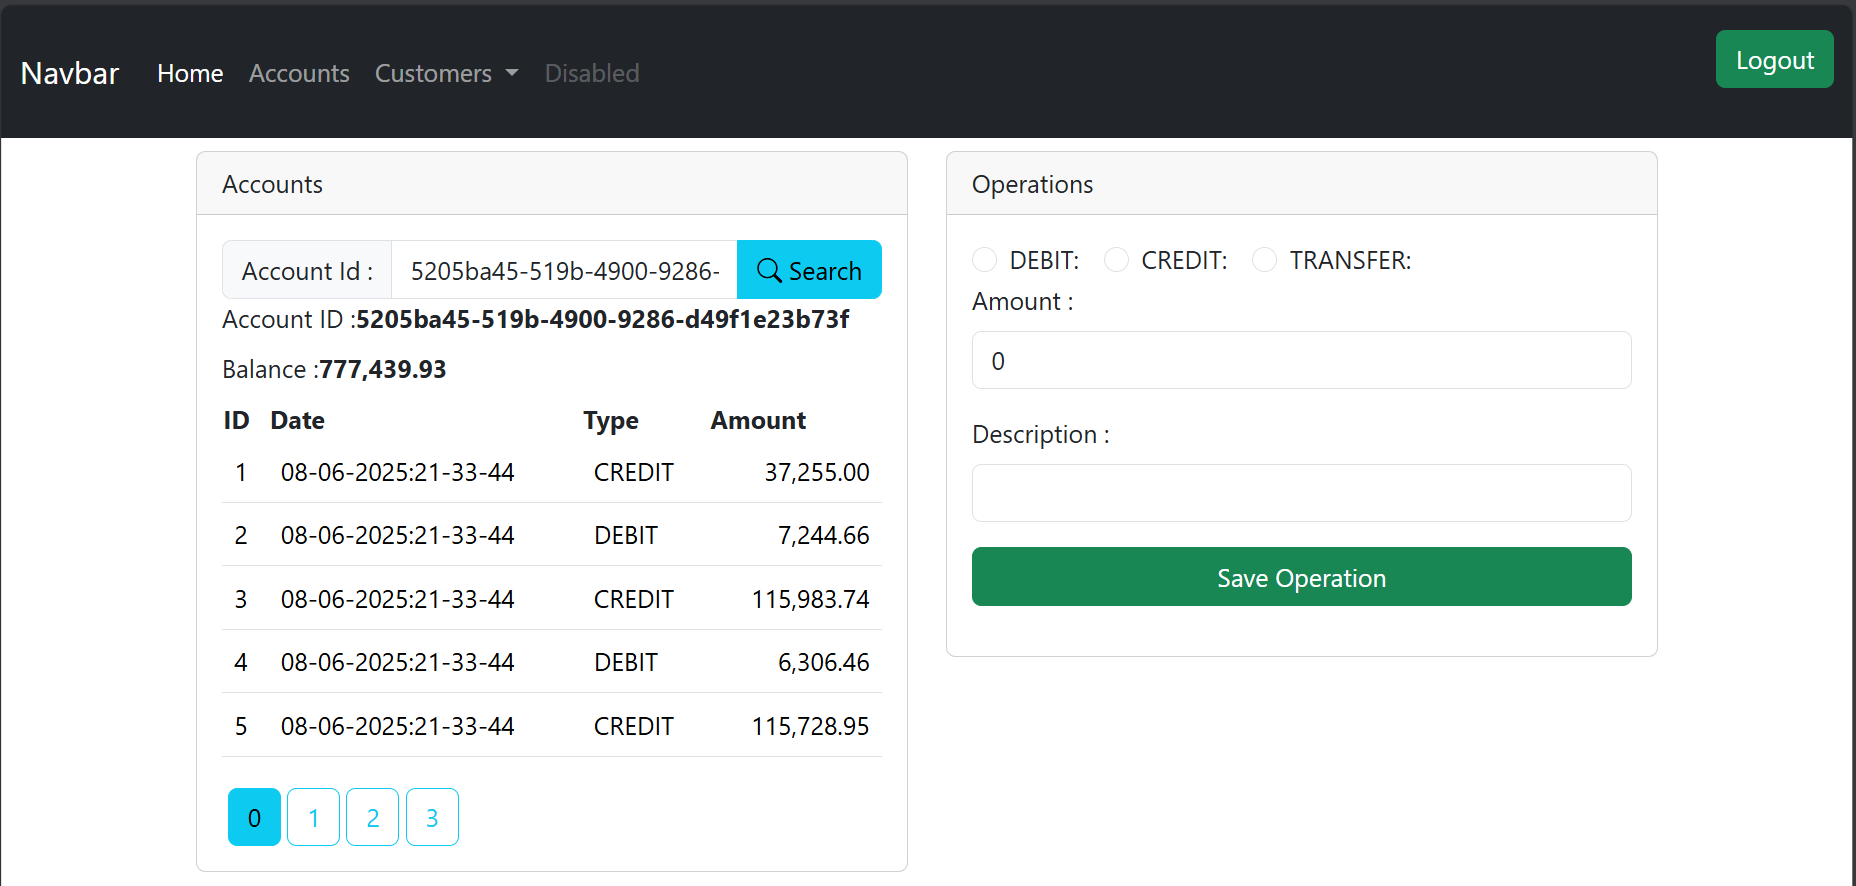 Navbar Home Accounts Customers Disabled Logout
Accounts
Account Id : 5205ba45-519b-4900-9286- Search
Account ID :5205ba45-519b-4900-9286-d49f1e23b73f
Balance :777,439.93
ID Date Type Amount
1 08-06-2025:21-33-44 CREDIT 37,255.00
2 08-06-2025:21-33-44 DEBIT 7,244.66
3 08-06-2025:21-33-44 CREDIT 115,983.74
4 08-06-2025:21-33-44 DEBIT 6,306.46
5 08-06-2025:21-33-44 CREDIT 115,728.95
0 1 2 3
Operations
DEBIT: CREDIT: TRANSFER:
Amount :
0
Description :
Save Operation